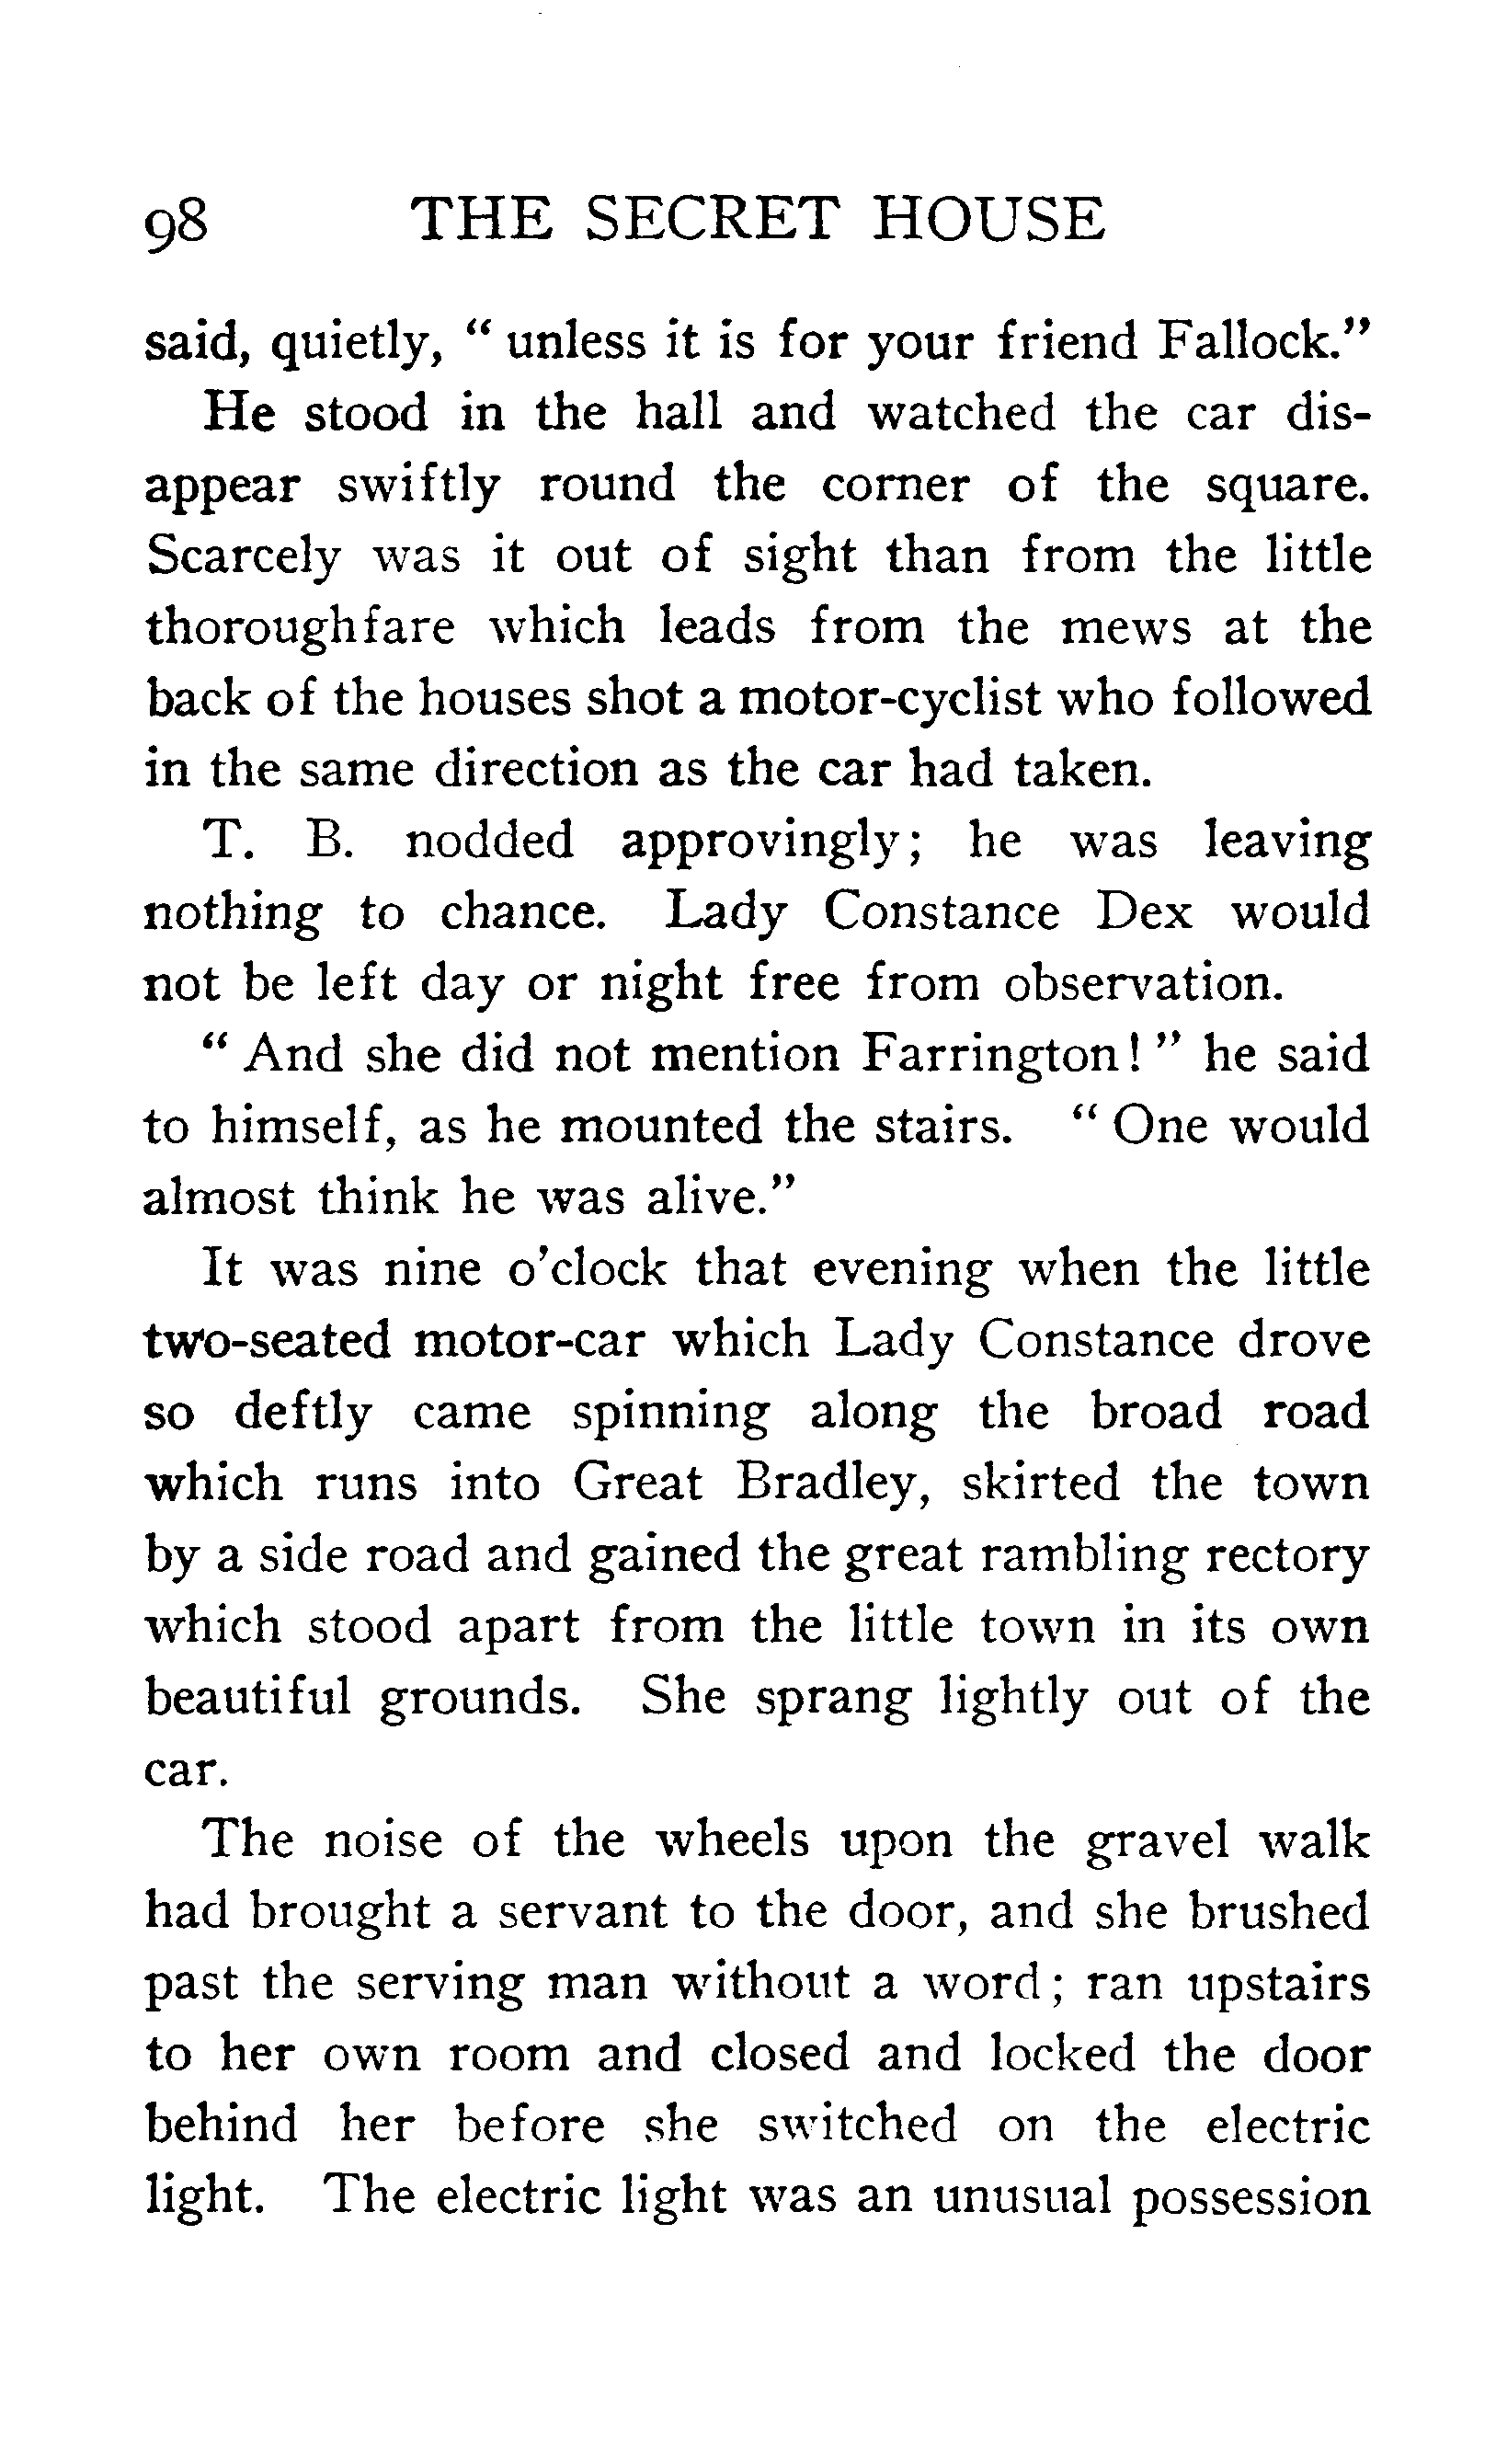 98 THE SECRET HOUSE
said, quietly, “ unless it is for your friend Fallock.”
He stood in the hall and watched the car dis-
appear swiftly round the corner of the square.
Scarcely was it out of sight than from the little
thoroughfare which leads from the mews at the
back of the houses shot a motor-cyclist who followed
in the same direction as the car had taken.
T. B. nodded approvingly; he was leaving
nothing to chance. Lady Constance Dex would
not be left day or night free from observation.
“ And she did not mention Farrington! ” he said
to himself, as he mounted the stairs. “ One would
almost think he was alive.”
It was nine o’clock that evening when the little
two-seated motor-car which Lady Constance drove
so deftly came spinning along the broad road
which runs into Great Bradley, skirted the town
by a side road and gained the great rambling rectory
which stood apart from the little town in its own
beautiful grounds. She sprang lightly out of the
car.
The noise of the wheels upon the gravel walk
had brought a servant to the door, and she brushed
past the serving man without a word; ran upstairs
to her own room and closed and locked the door
behind her before she switched on the electric
light. The electric light was an unusual possession